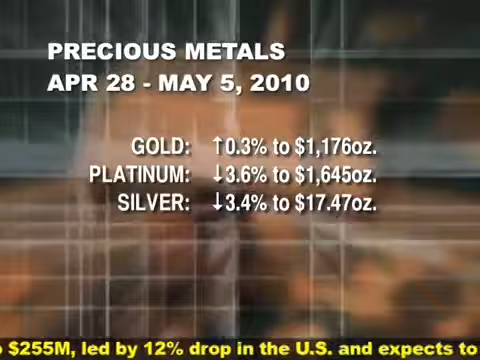 PRECIOUS METALS
APR 28 - MAY 5, 2010
GOLD: ↑0.3% to $1,176oz.
PLATINUM: ↓3.6% to $1,645oz.
SILVER: ↓3.4% to $17.47oz.
$255M, led by 12% drop in the U.S. and expects to